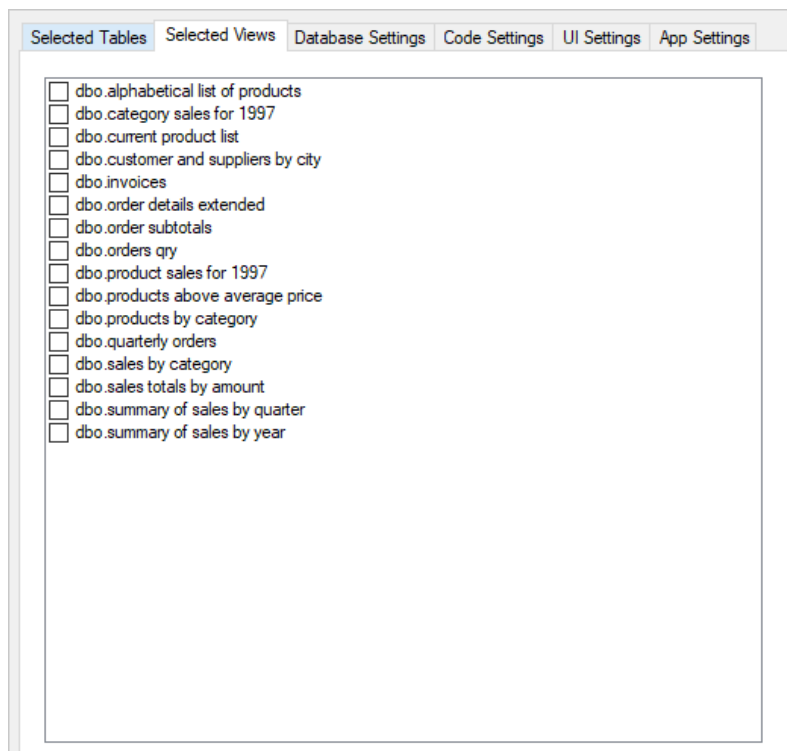 Selected Tables Selected Views Database Settings Code Settings UI Settings App Settings
dbo.alphabetical list of products
dbo.category sales for 1997
dbo.current product list
dbo.customer and suppliers by city
dbo.invoices
dbo.order details extended
dbo.order subtotals
dbo.orders qry
dbo.product sales for 1997
dbo.products above average price
dbo.products by category
dbo.quarterly orders
dbo.sales by category
dbo.sales totals by amount
dbo.summary of sales by quarter
dbo.summary of sales by year